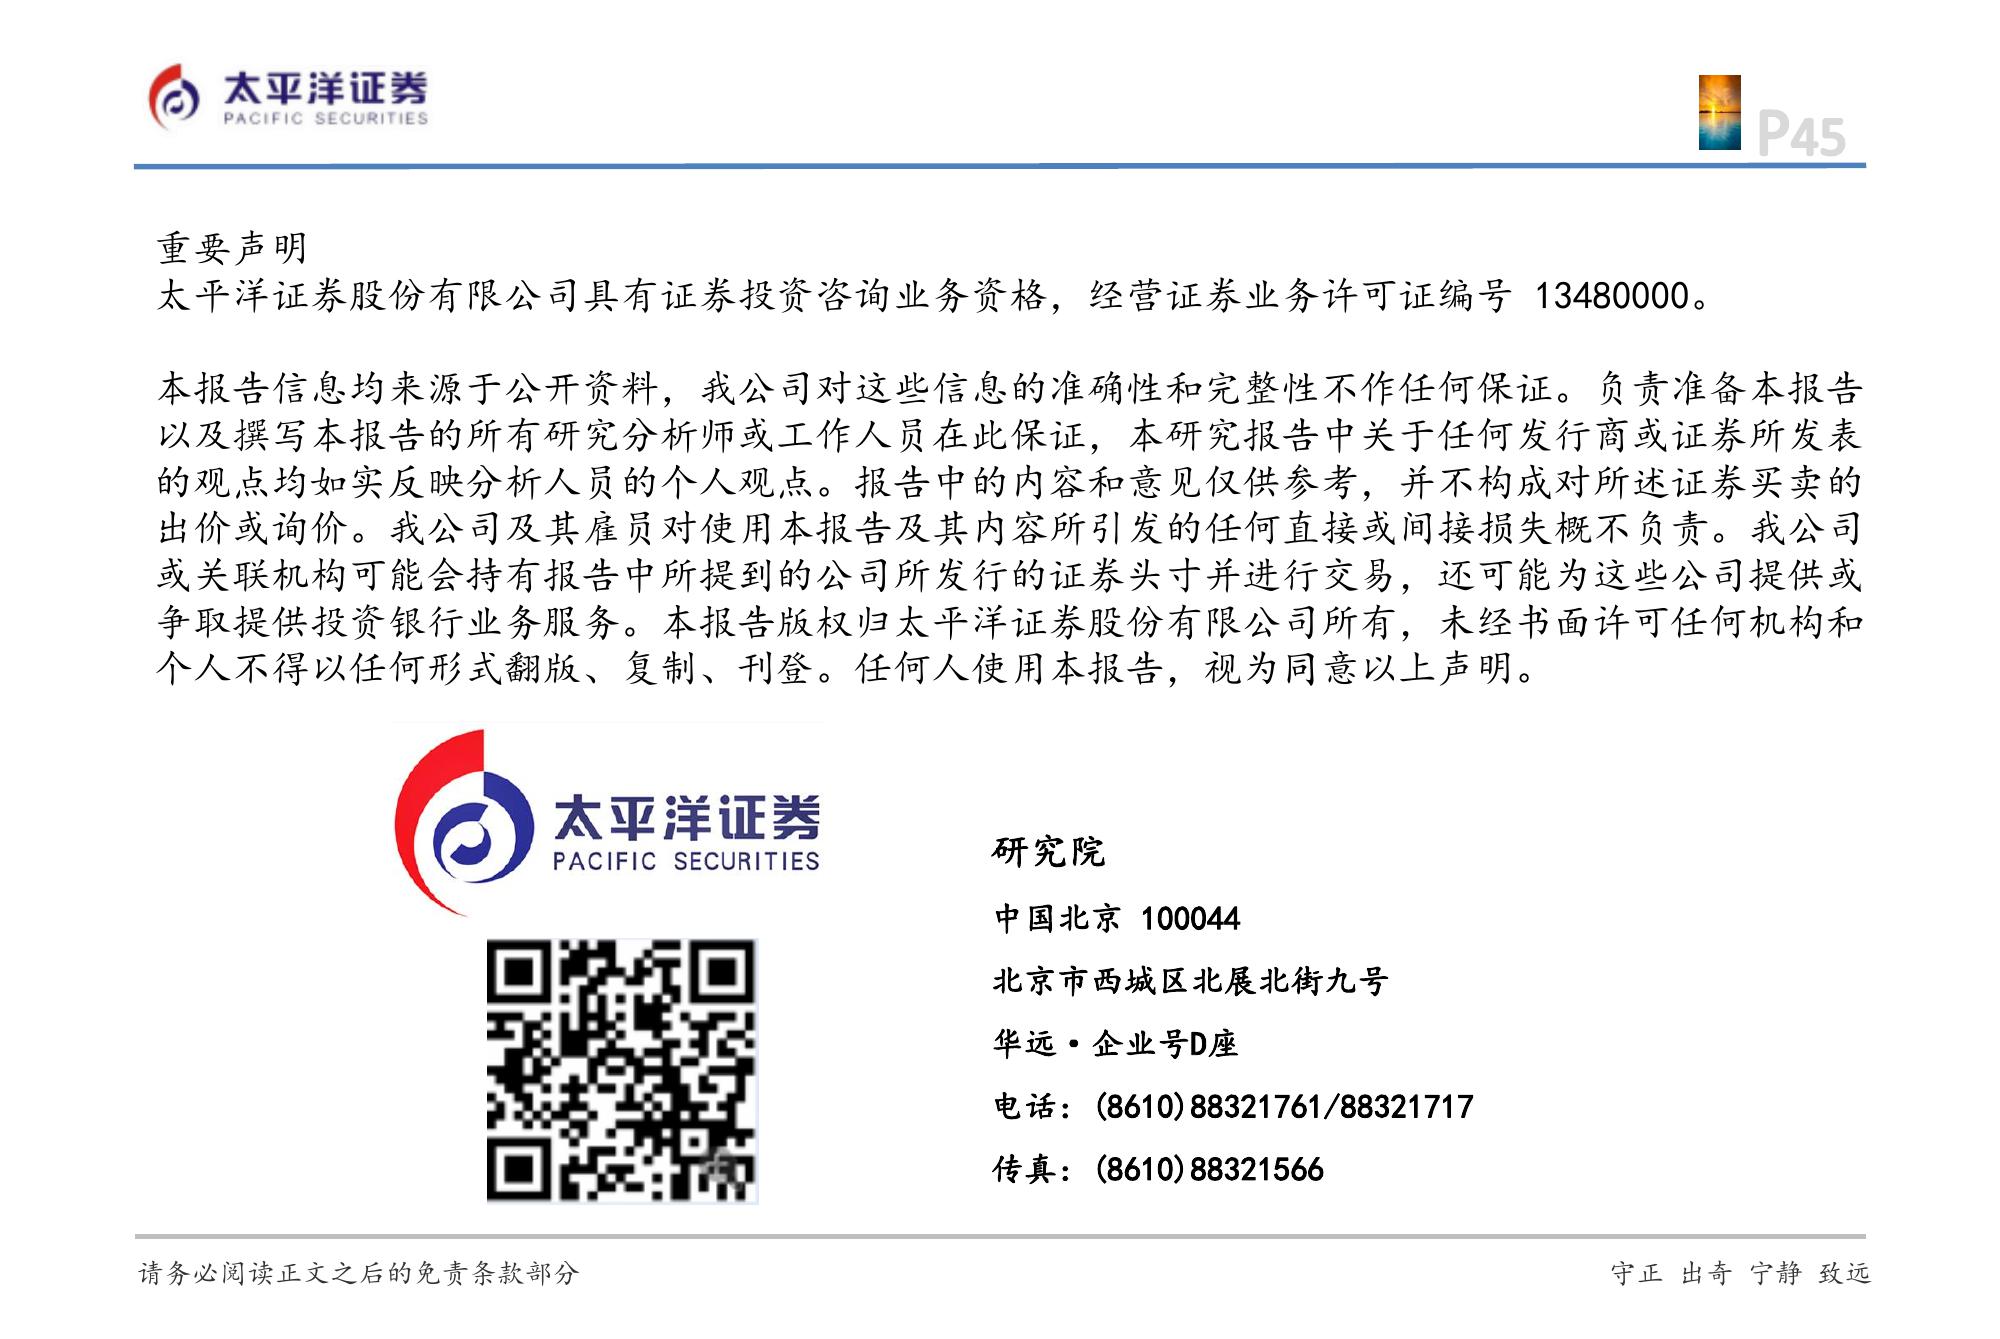 太平洋证券
PACIFIC SECURITIES
P45
重要声明
太平洋证券股份有限公司具有证券投资咨询业务资格，经营证券业务许可证编号 13480000。
本报告信息均来源于公开资料，我公司对这些信息的准确性和完整性不作任何保证。负责准备本报告
以及撰写本报告的所有研究分析师或工作人员在此保证，本研究报告中关于任何发行商或证券所发表
的观点均如实反映分析人员的个人观点。报告中的内容和意见仅供参考，并不构成对所述证券买卖的
出价或询价。我公司及其雇员对使用本报告及其内容所引发的任何直接或间接损失概不负责。我公司
或关联机构可能会持有报告中所提到的公司所发行的证券头寸并进行交易，还可能为这些公司提供或
争取提供投资银行业务服务。本报告版权归太平洋证券股份有限公司所有，未经书面许可任何机构和
个人不得以任何形式翻版、复制、刊登。任何人使用本报告，视为同意以上声明。
太平洋证券
PACIFIC SECURITIES
研究院
中国北京 100044
北京市西城区北展北街九号
华远·企业号D座
电话：(8610)88321761/88321717
传真：(8610)88321566
请务必阅读正文之后的免责条款部分
守正 出奇 宁静 致远